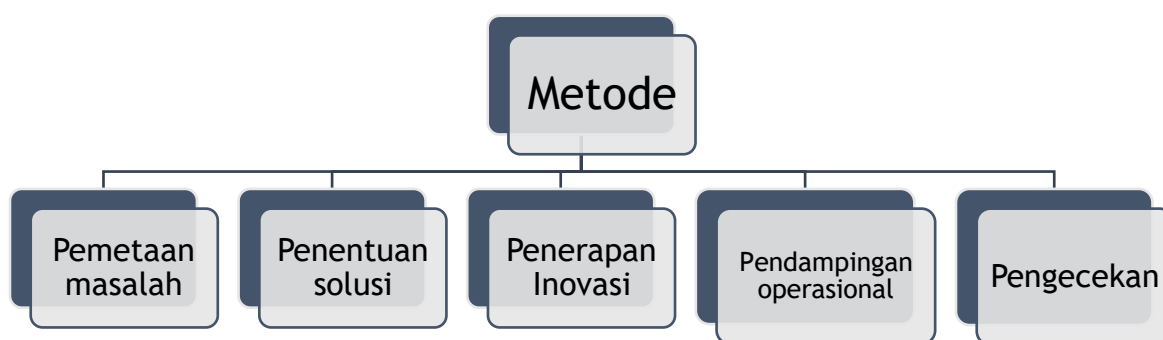 Metode
Pemetaan
masalah
Penentuan
solusi
Penerapan
Inovasi
Pendampingan
operasional
Pengecekan